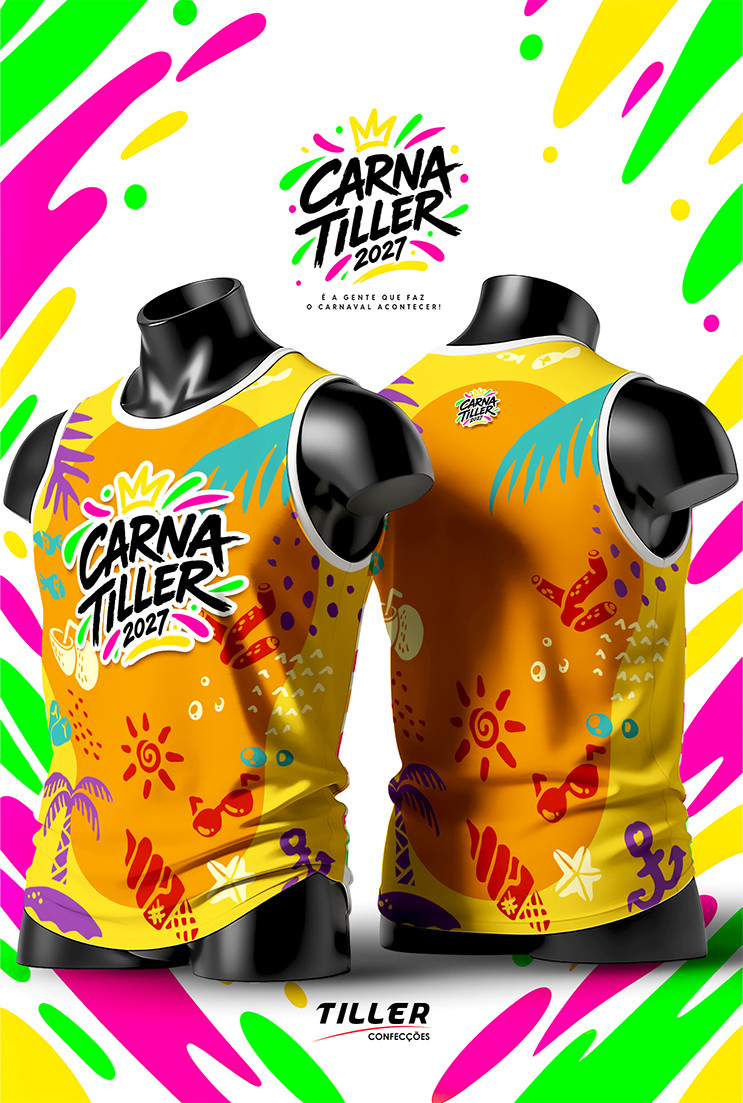 CARNA
TILLER
2027
É A GENTE QUE FAZ
O CARNAVAL ACONTECER!
CARNA
TILLER
2027
CARNA
TILLER
2027
TILLER
CONFECÇÕES